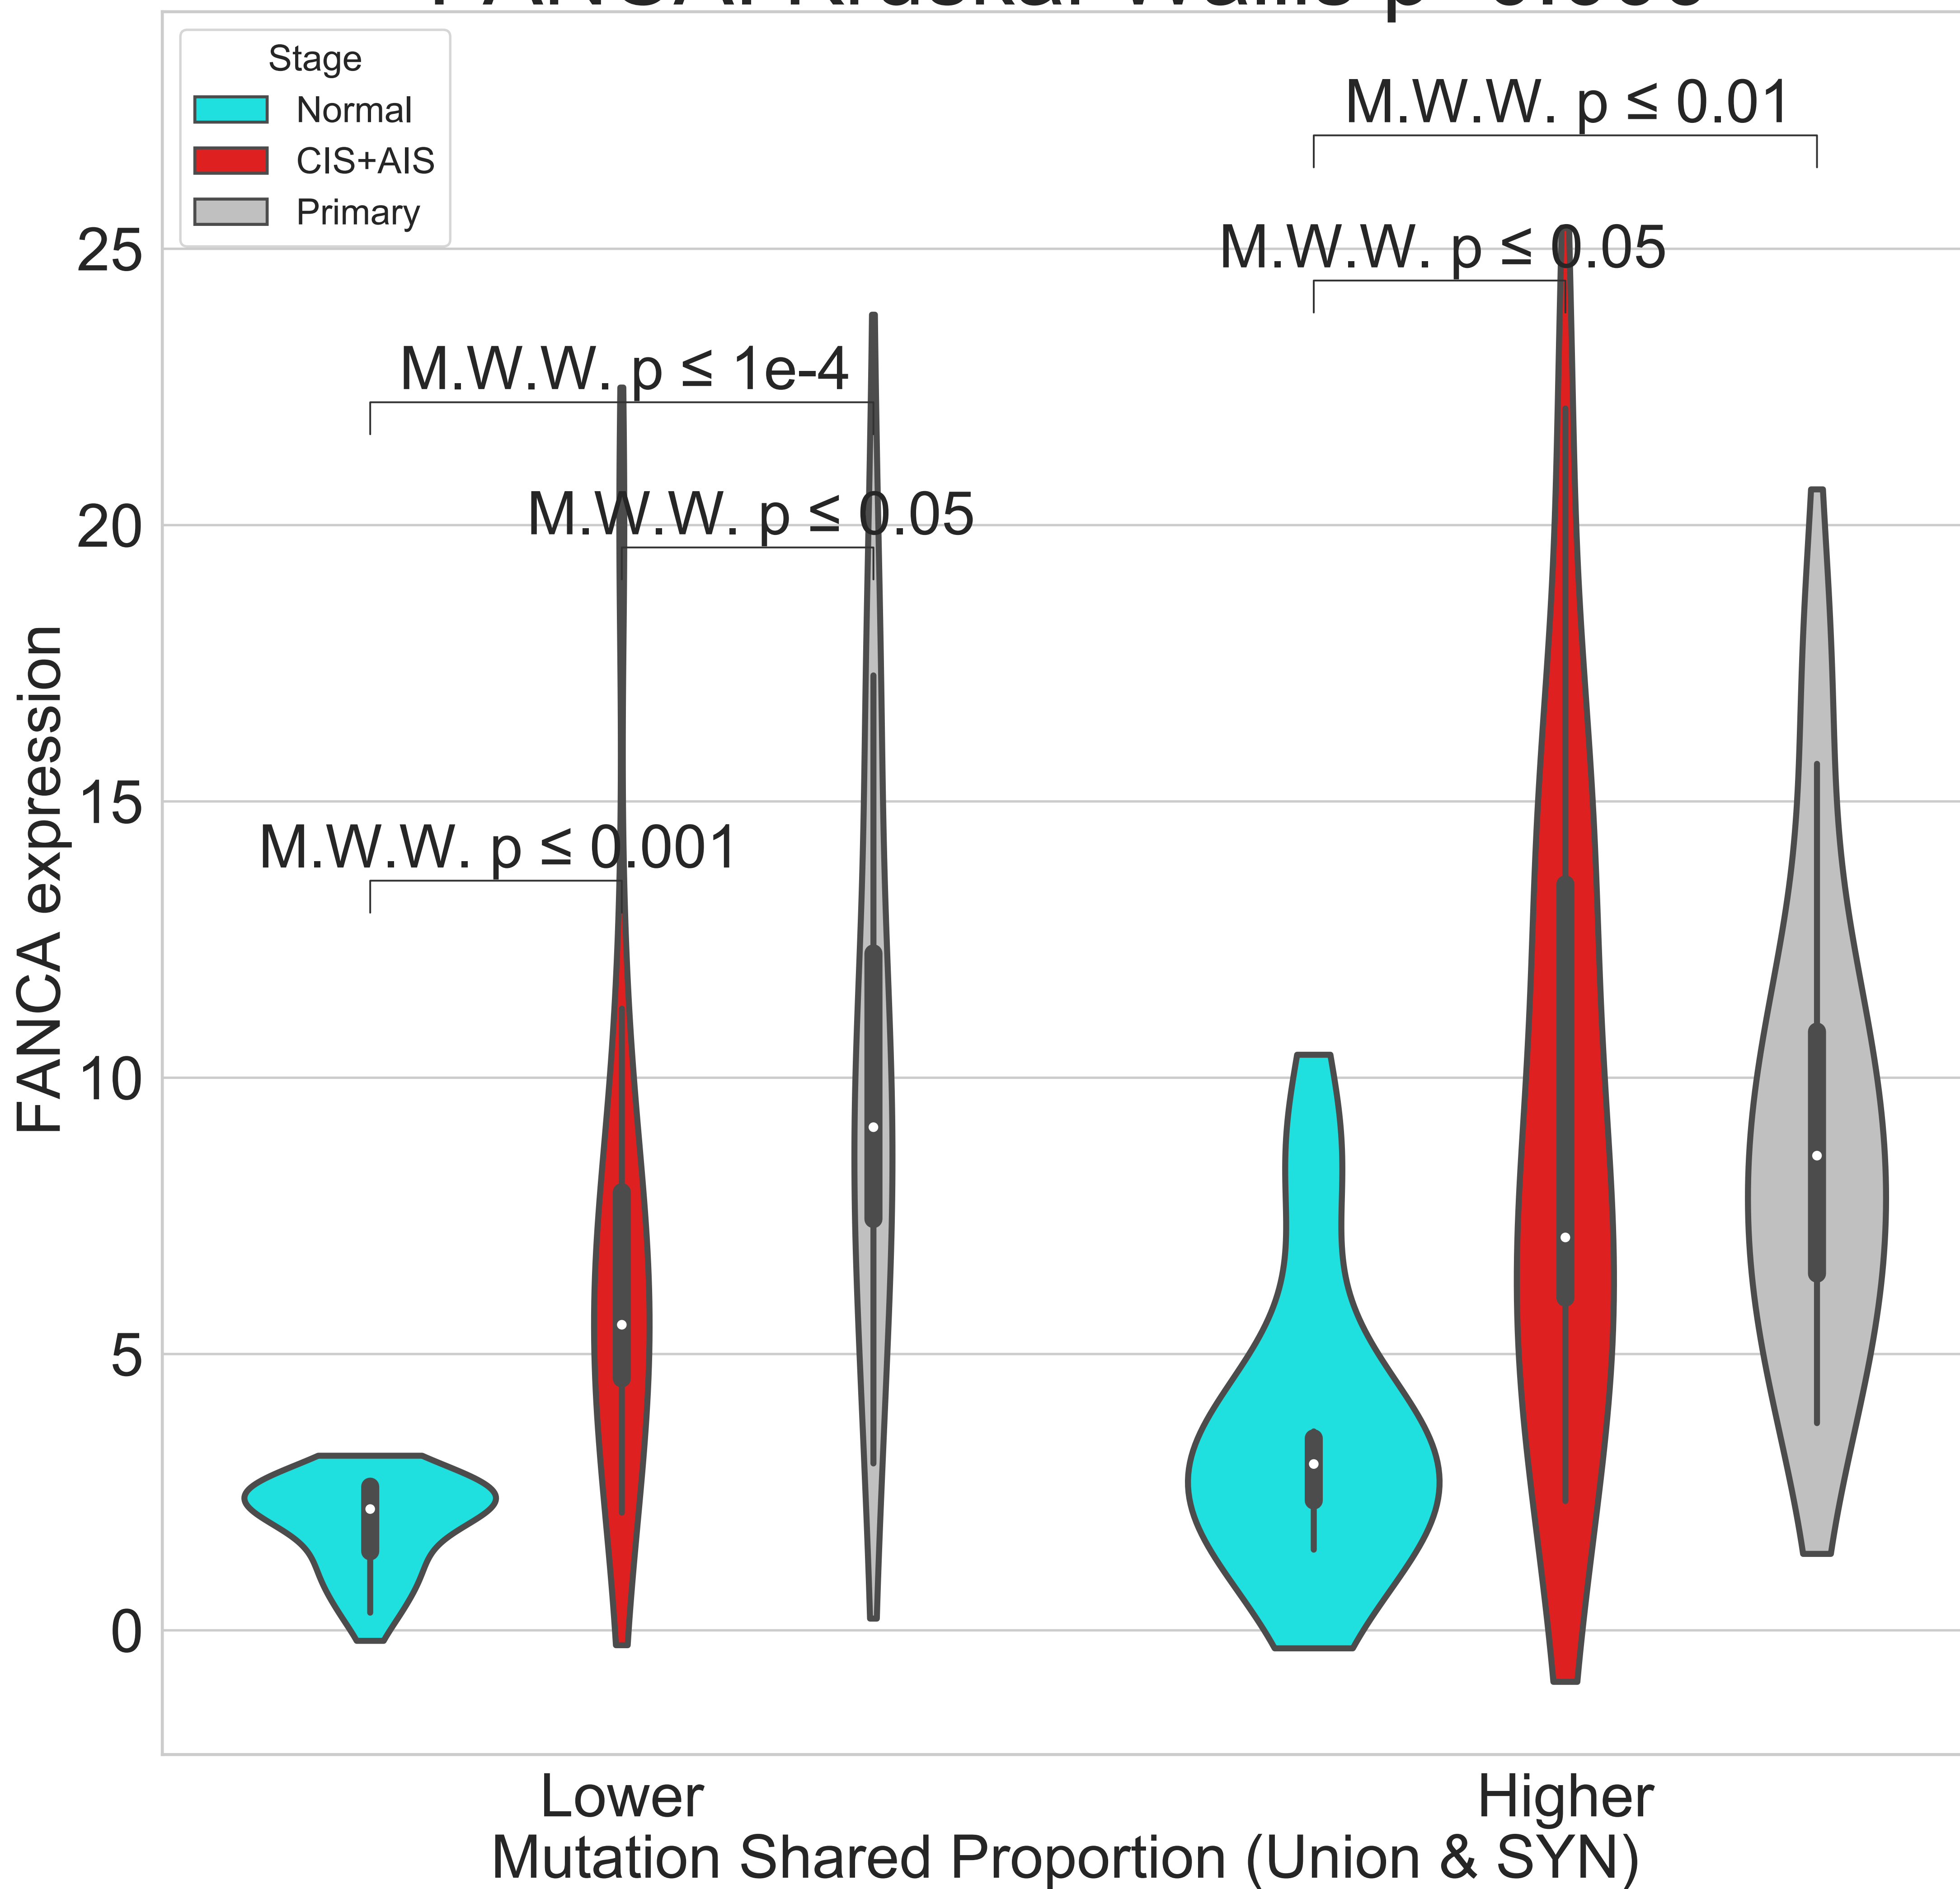 Stage
Normal
CIS+AIS
Primary
M.W.W. p ≤ 0.01
M.W.W. p ≤ 0.05
M.W.W. p ≤ 1e-4
M.W.W. p ≤ 0.05
M.W.W. p ≤ 0.001
25
20
15
10
5
0
FANCA expression
Lower
Higher
Mutation Shared Proportion (Union & SYN)